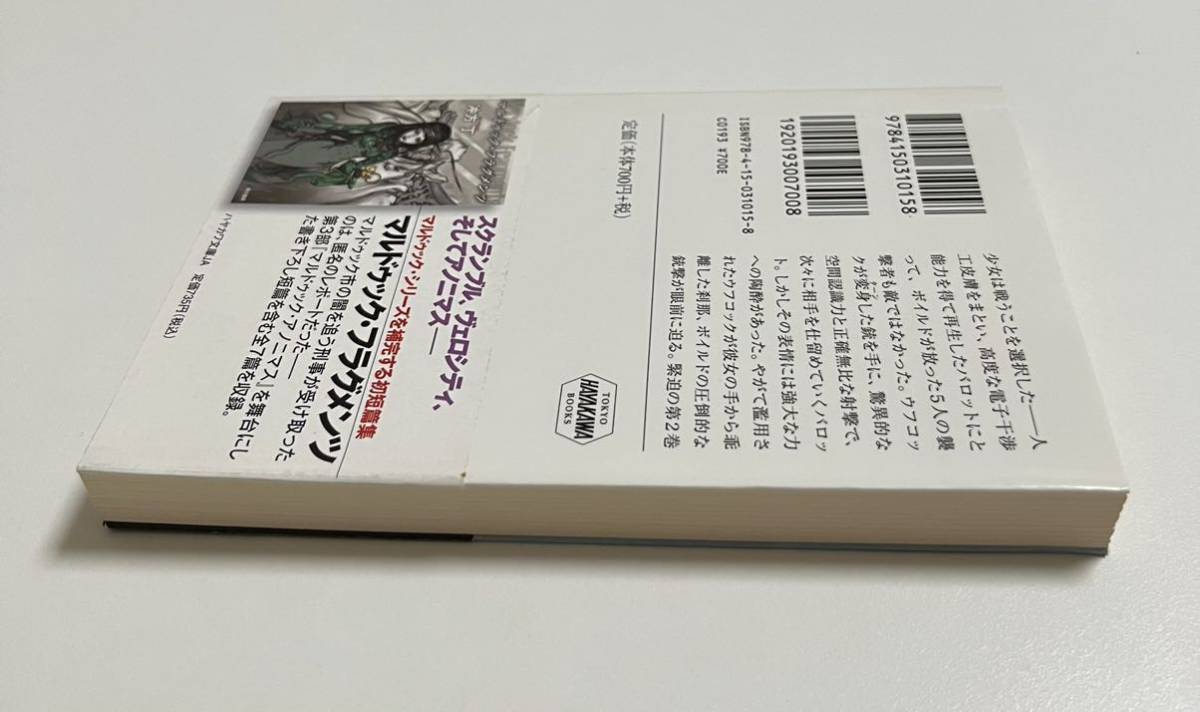 9784150310158
1920193007008
ISBN978-4-15-031015-8
C0193 ¥700E
定価(本体700円+税)
少女は戦うことを選択した――人
工皮膚をまとい、高度な電子干渉
能力を得て再生したバロットにと
って、ボイルドが放った5人の襲
撃者も敵ではなかった。ウフコッ
クが変身した銃を手に、驚異的な
空間認識力と正確無比な射撃で、
次々に相手を仕留めていくバロッ
ト。しかしその表情には強大な力
への陶酔があった。やがて濫用さ
れたウフコックが彼女の手から乖
離した刹那、ボイルドの圧倒的な
銃撃が眼前に迫る。緊迫の第2巻
TOKYO
HAYAKAWA
BOOKS
スクランブル、ヴェロシティ、
そしてアノニマス――
マルドゥック・シリーズを補完する初短篇集
マルドゥック・フラグメンツ
マルドゥック市の闇を追う刑事が受け取った
のは、匿名のレポートだった――
第3部『マルドゥック・アノニマス』を舞台にし
た書き下ろし短篇を含む全7篇を収録。
ハヤカワ文庫JA 定価735円(税込)
冲方丁